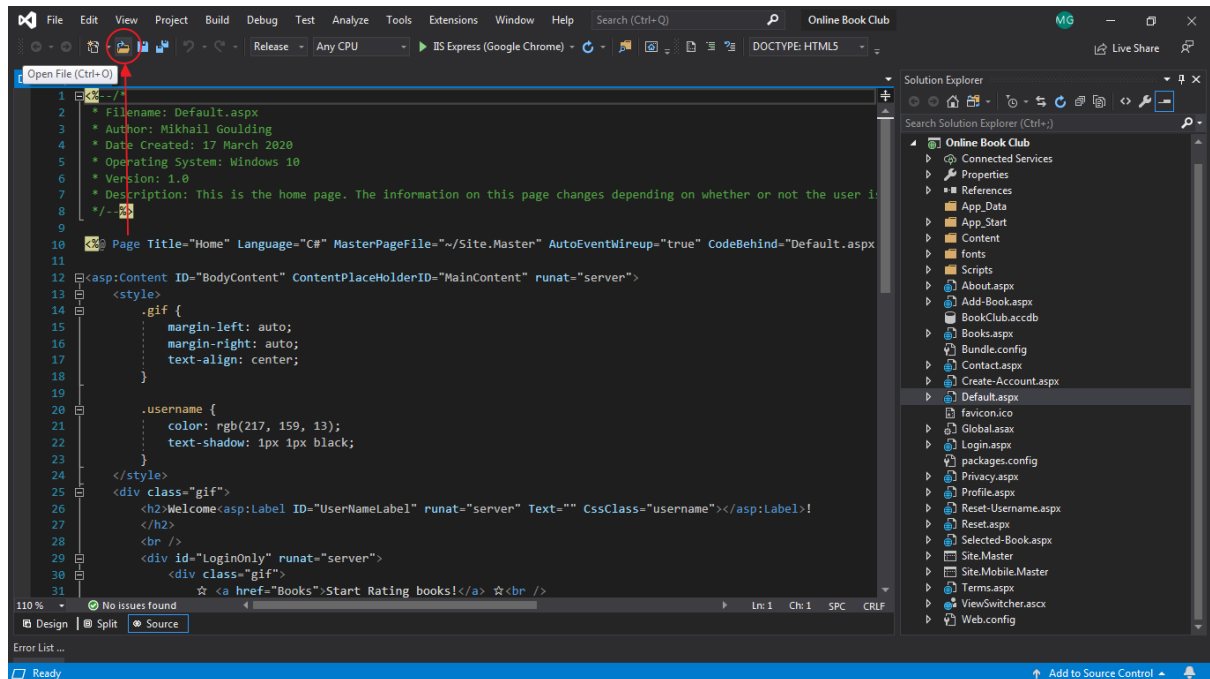 File Edit View Project Build Debug Test Analyze Tools Extensions Window Help Search (Ctrl+Q) Online Book Club MG
Release Any CPU IIS Express (Google Chrome) DOCTYPE: HTML5 Live Share
Open File (Ctrl+O)
1 <%--/*
2 * Filename: Default.aspx
3 * Author: Mikhail Goulding
4 * Date Created: 17 March 2020
5 * Operating System: Windows 10
6 * Version: 1.0
7 * Description: This is the home page. The information on this page changes depending on whether or not the user i
8 */--%>
9
10 <%@ Page Title="Home" Language="C#" MasterPageFile="~/Site.Master" AutoEventWireup="true" CodeBehind="Default.aspx
11
12 <asp:Content ID="BodyContent" ContentPlaceHolderID="MainContent" runat="server">
13 <style>
14 .gif {
15 margin-left: auto;
16 margin-right: auto;
17 text-align: center;
18 }
19
20 .username {
21 color: rgb(217, 159, 13);
22 text-shadow: 1px 1px black;
23 }
24 </style>
25 <div class="gif">
26 <h2>Welcome<asp:Label ID="UserNameLabel" runat="server" Text="" CssClass="username"></asp:Label>!
27 </h2>
28 <br />
29 <div id="LoginOnly" runat="server">
30 <div class="gif">
31 ☆ <a href="Books">Start Rating books!</a> ☆<br />
110 % No issues found Ln: 1 Ch: 1 SPC CRLF
Design Split Source
Error List ...
Ready Add to Source Control
Solution Explorer
Search Solution Explorer (Ctrl+;)
Online Book Club
Connected Services
Properties
References
App_Data
App_Start
Content
fonts
Scripts
About.aspx
Add-Book.aspx
BookClub.accdb
Books.aspx
Bundle.config
Contact.aspx
Create-Account.aspx
Default.aspx
favicon.ico
Global.asax
Login.aspx
packages.config
Privacy.aspx
Profile.aspx
Reset-Username.aspx
Reset.aspx
Selected-Book.aspx
Site.Master
Site.Mobile.Master
Terms.aspx
ViewSwitcher.ascx
Web.config